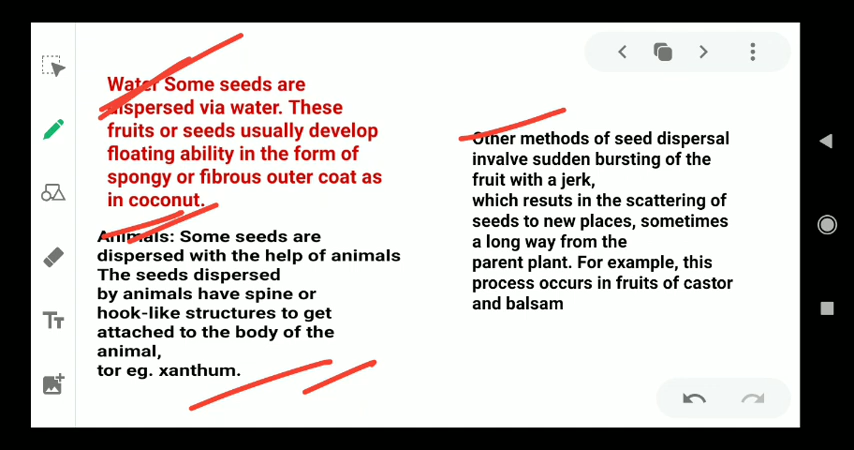 Water Some seeds are
dispersed via water. These
fruits or seeds usually develop
floating ability in the form of
spongy or fibrous outer coat as
in coconut.
Animals: Some seeds are
dispersed with the help of animals
The seeds dispersed
by animals have spine or
hook-like structures to get
attached to the body of the
animal,
tor eg. xanthum.
Other methods of seed dispersal
invalve sudden bursting of the
fruit with a jerk,
which resuts in the scattering of
seeds to new places, sometimes
a long way from the
parent plant. For example, this
process occurs in fruits of castor
and balsam
Tт